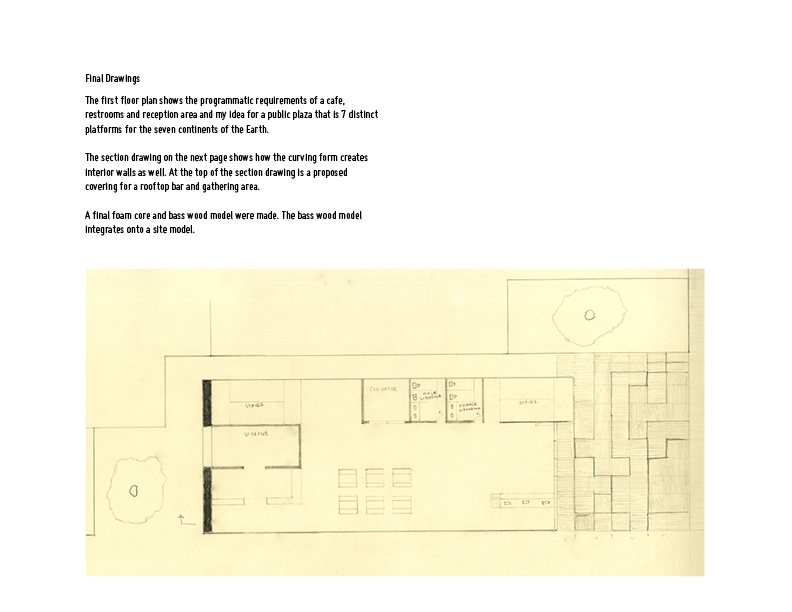 Final Drawings
The first floor plan shows the programmatic requirements of a cafe,
restrooms and reception area and my idea for a public plaza that is 7 distinct
platforms for the seven continents of the Earth.
The section drawing on the next page shows how the curving form creates
interior walls as well. At the top of the section drawing is a proposed
covering for a rooftop bar and gathering area.
A final foam core and bass wood model were made. The bass wood model
integrates onto a site model.
ELEVATOR
MALE
STAIRS
FEMALE
STAIRS
STORAGE